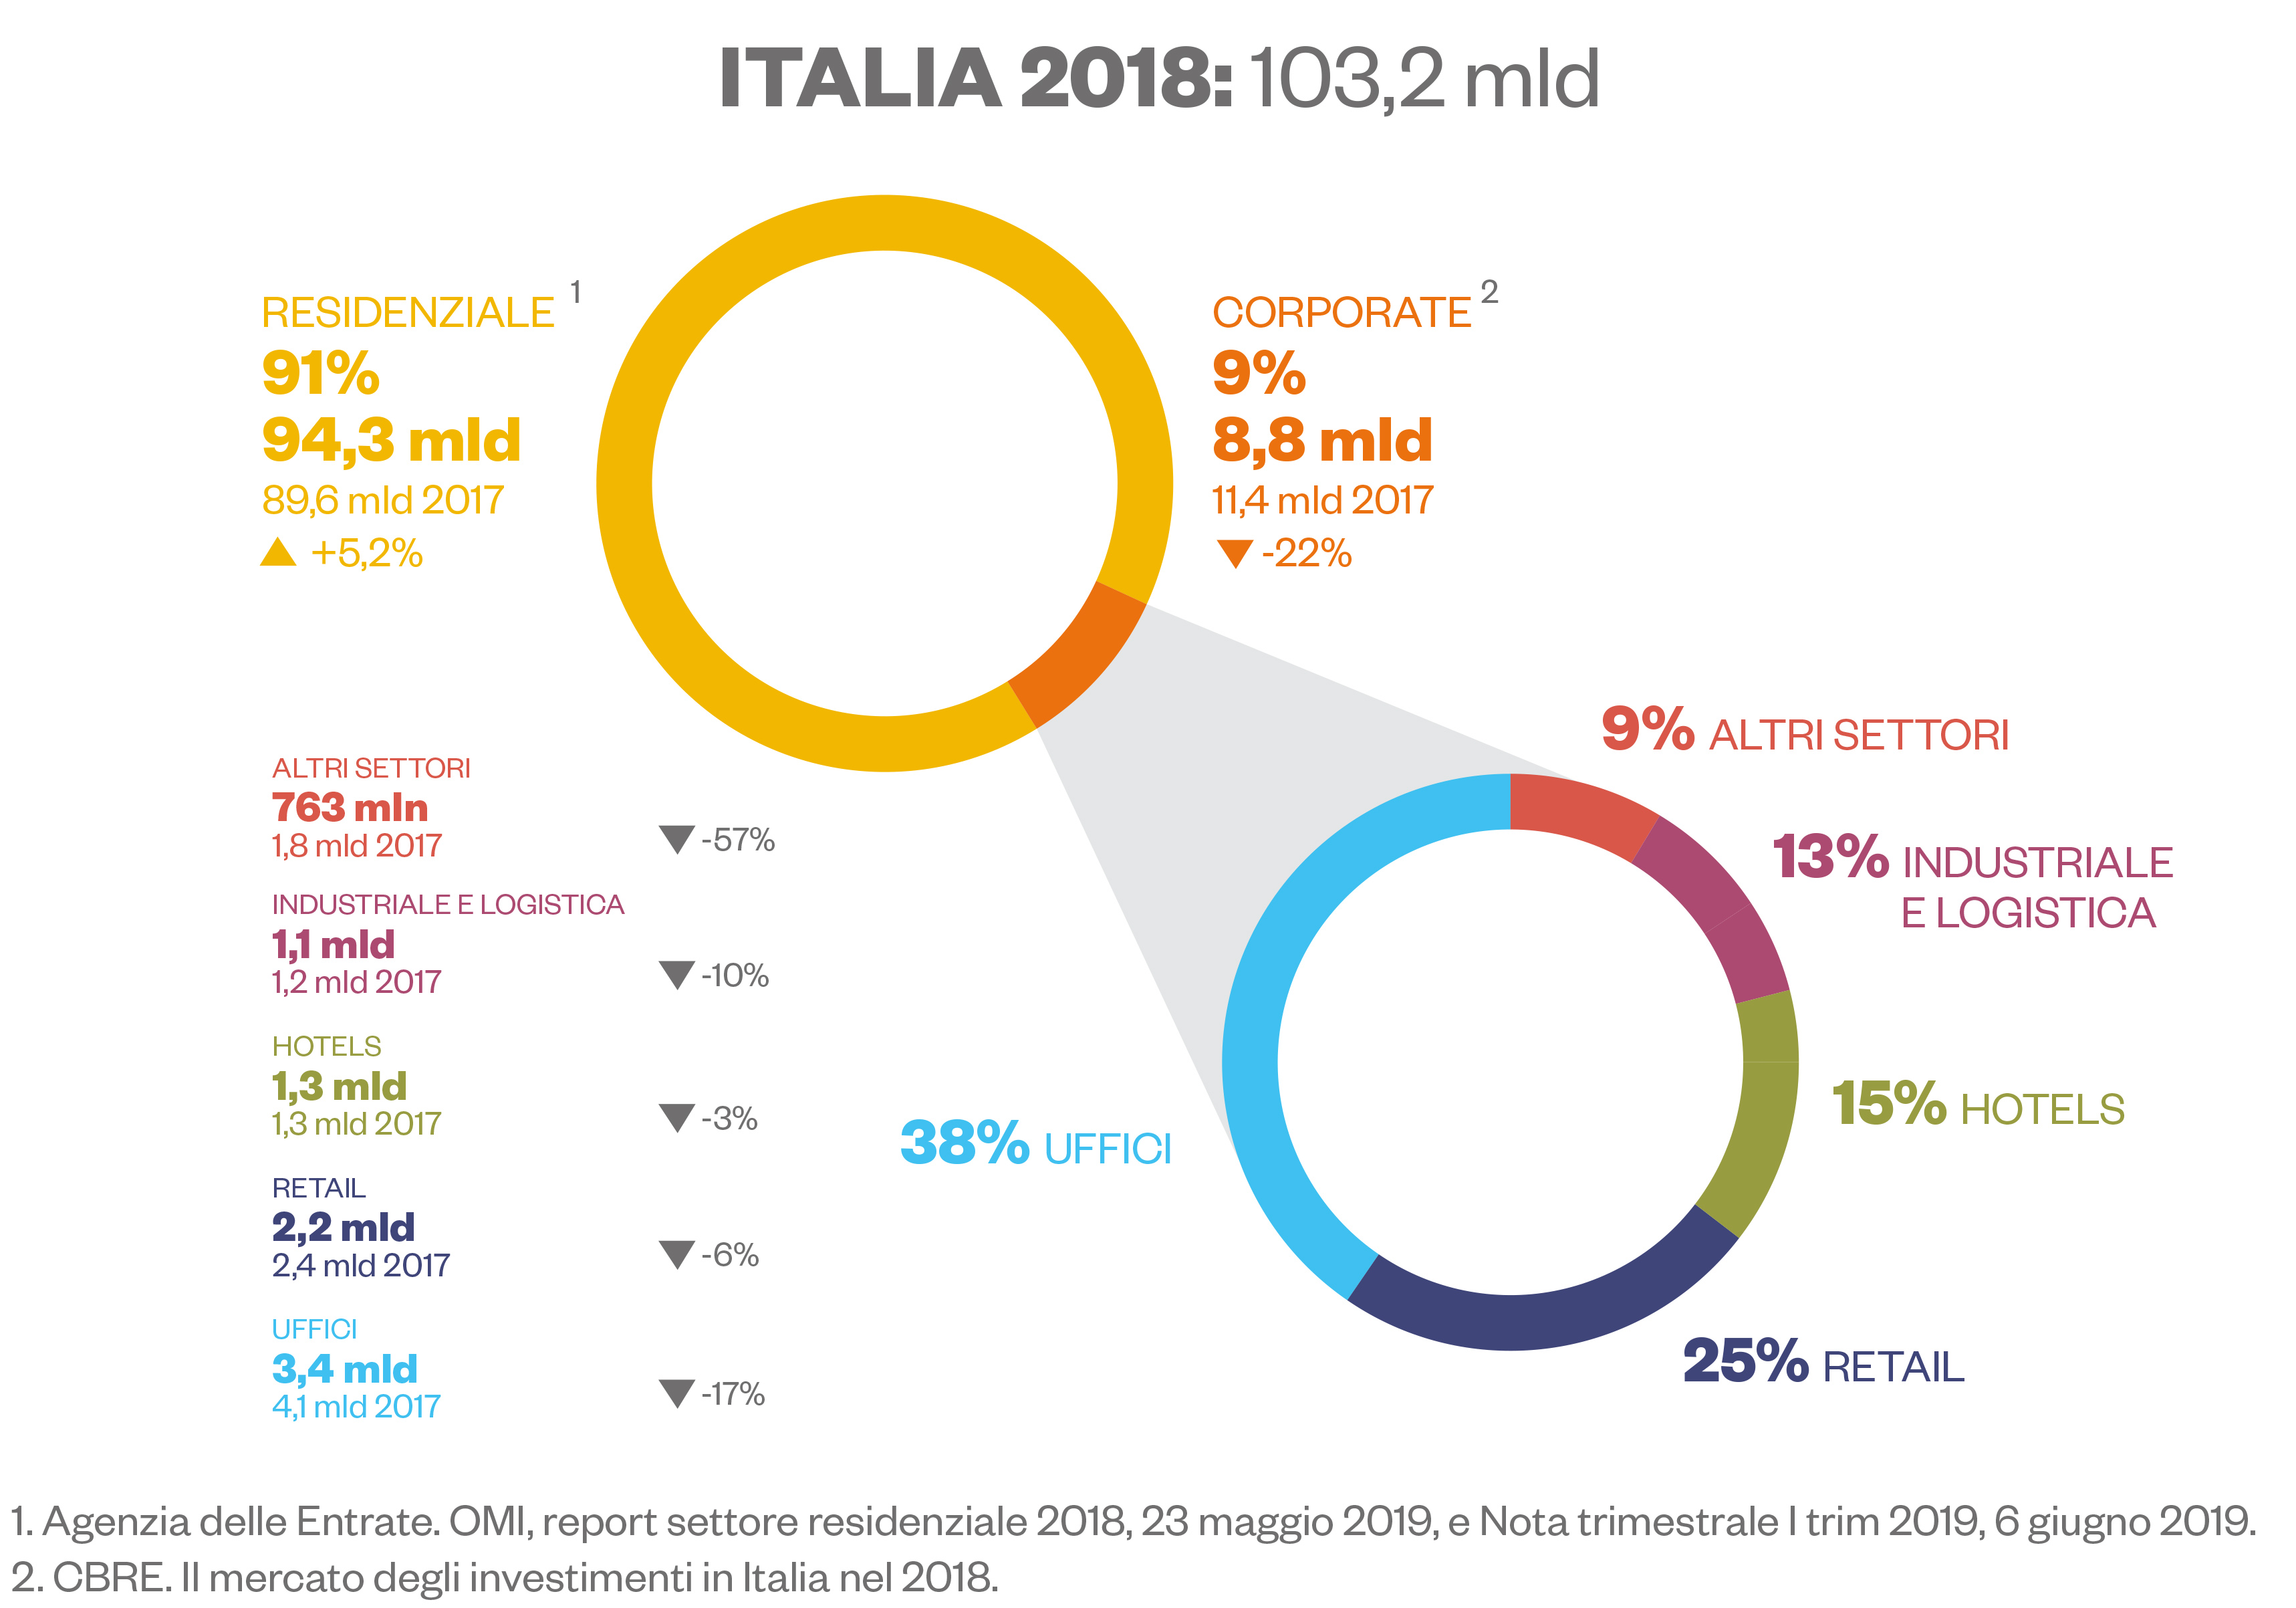 ITALIA 2018: 103,2 mld
RESIDENZIALE 1
91%
94,3 mld
89,6 mld 2017
+5,2%
CORPORATE 2
9%
8,8 mld
11,4 mld 2017
-22%
ALTRI SETTORI
763 mln
1,8 mld 2017
-57%
INDUSTRIALE E LOGISTICA
1,1 mld
1,2 mld 2017
-10%
HOTELS
1,3 mld
1,3 mld 2017
-3%
RETAIL
2,2 mld
2,4 mld 2017
-6%
UFFICI
3,4 mld
4,1 mld 2017
-17%
9% ALTRI SETTORI
13% INDUSTRIALE
E LOGISTICA
15% HOTELS
38% UFFICI
25% RETAIL
1. Agenzia delle Entrate. OMI, report settore residenziale 2018, 23 maggio 2019, e Nota trimestrale I trim 2019, 6 giugno 2019.
2. CBRE. Il mercato degli investimenti in Italia nel 2018.